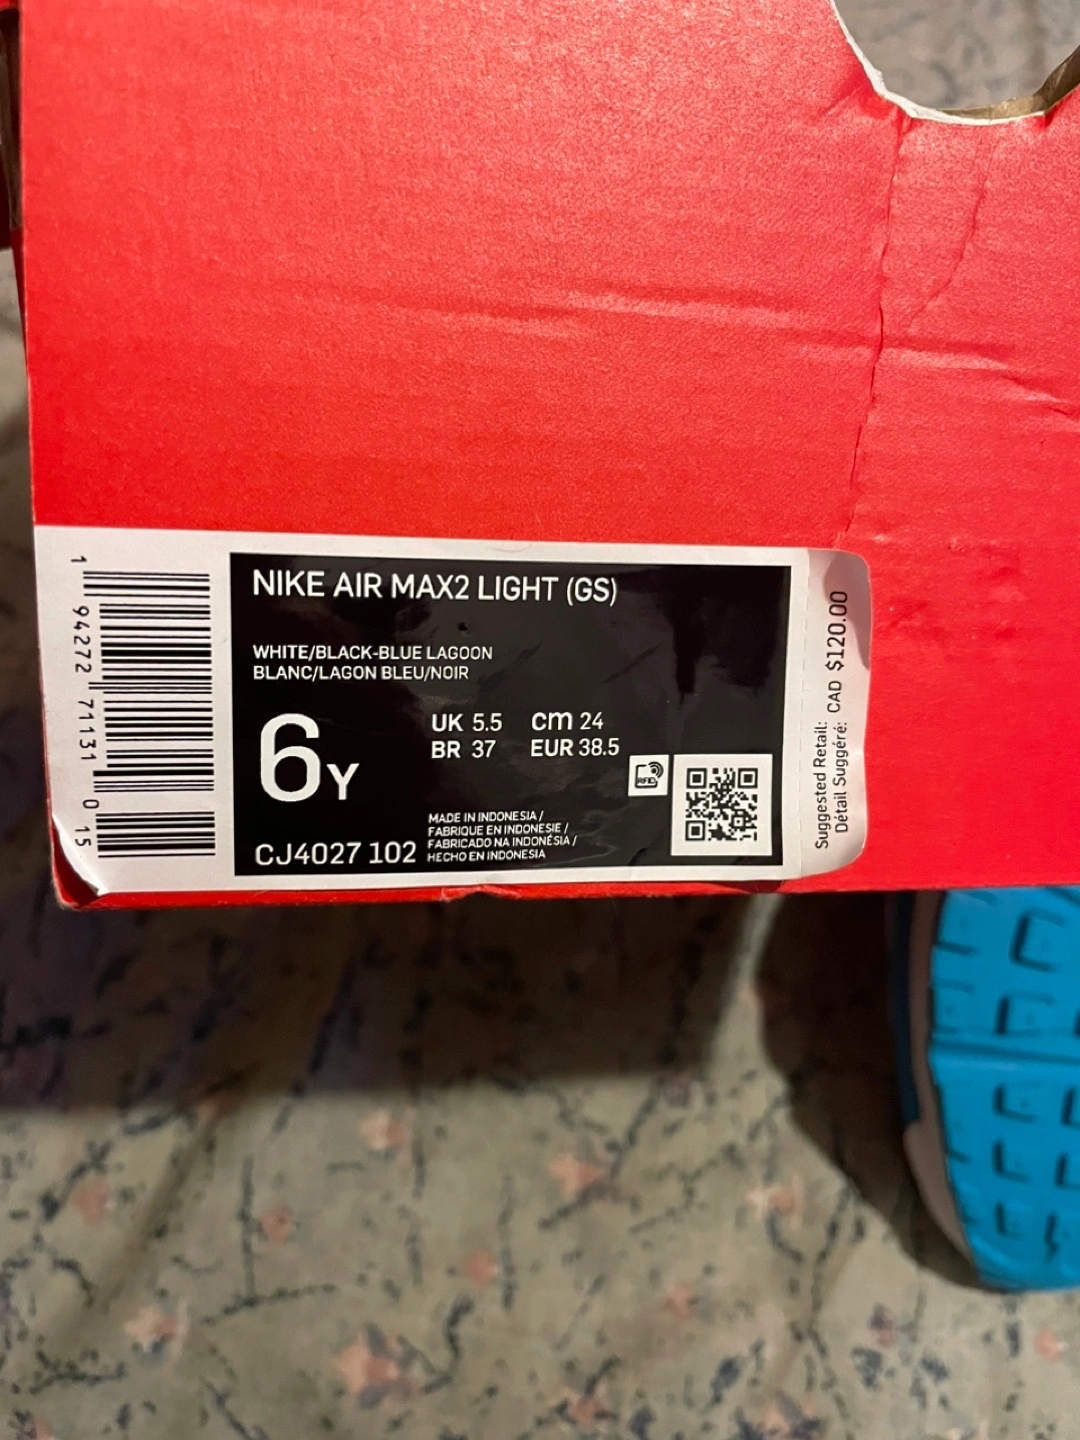 NIKE AIR MAX2 LIGHT (GS)
WHITE/BLACK-BLUE LAGOON
BLANC/LAGON BLEU/NOIR
6Y
UK 5.5 cm 24
BR 37 EUR 38.5
RFID
MADE IN INDONESIA /
FABRIQUE EN INDONESIE /
FABRICADO NA INDONÉSIA /
HECHO EN INDONESIA
CJ4027 102
1 94272 71131 0 15
Suggested Retail: CAD $120.00
Détail Suggéré: